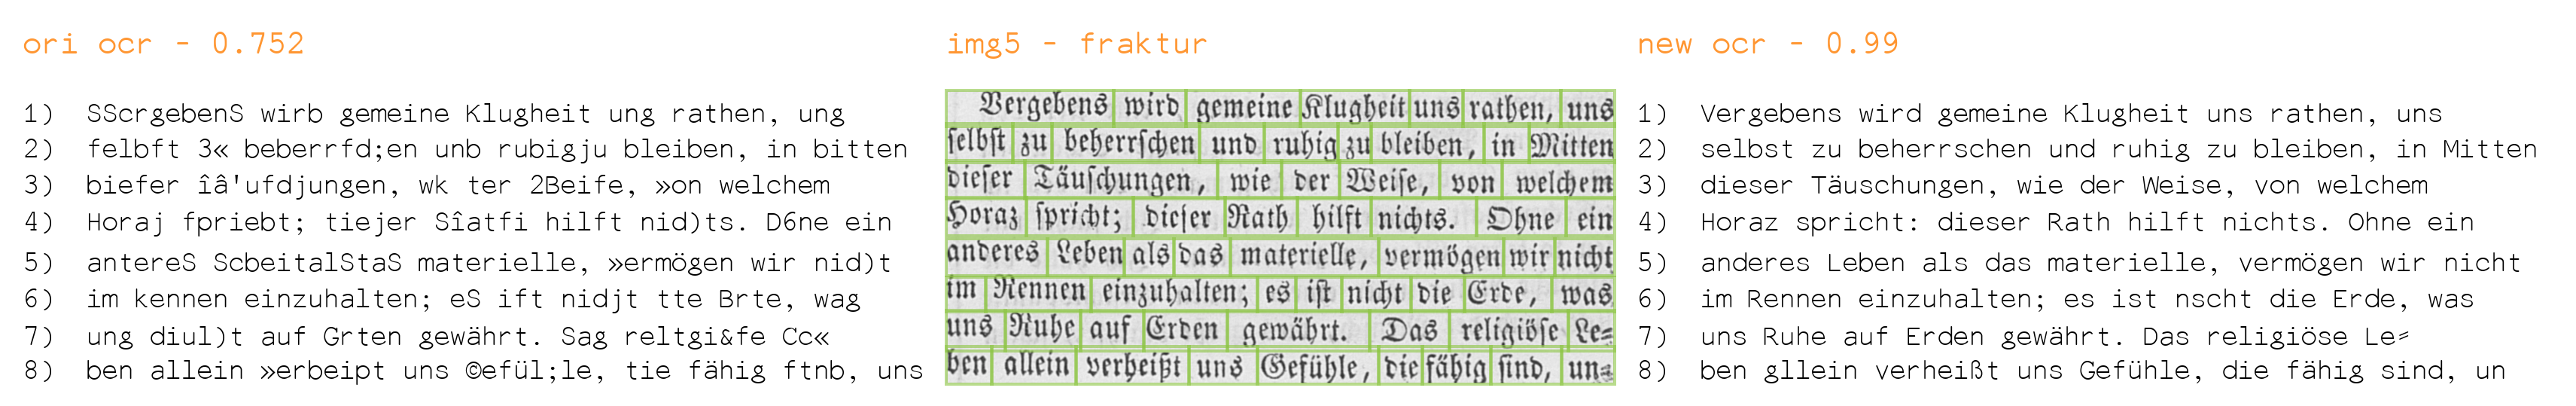 ori ocr - 0.752
1) SScrgebenS wirb gemeine Klugheit ung rathen, ung
2) felbft 3« beberrfd;en unb rubigju bleiben, in bitten
3) biefer îâ'ufdjungen, wk ter 2Beife, »on welchem
4) Horaj fpriebt; tiejer Sîatfi hilft nid)ts. D6ne ein
5) antereS ScbeitalStaS materielle, »ermögen wir nid)t
6) im kennen einzuhalten; eS ift nidjt tte Brte, wag
7) ung diul)t auf Grten gewährt. Sag reltgi&fe Cc«
8) ben allein »erbeipt uns ©efül;le, tie fähig ftnb, uns
img5 - fraktur
Vergebens wird gemeine Klugheit uns rathen, uns
ſelbſt zu beherrſchen und ruhig zu bleiben, in Mitten
dieſer Täuſchungen, wie der Weiſe, von welchem
Horaz ſpricht; dieſer Rath hilft nichts. Ohne ein
anderes Leben als das materielle, vermögen wir nicht
im Rennen einzuhalten; es iſt nicht die Erde, was
uns Ruhe auf Erden gewährt. Das religiöſe Le⸗
ben allein verheißt uns Gefühle, die fähig ſind, un⸗
new ocr - 0.99
1) Vergebens wird gemeine Klugheit uns rathen, uns
2) selbst zu beherrschen und ruhig zu bleiben, in Mitten
3) dieser Täuschungen, wie der Weise, von welchem
4) Horaz spricht: dieser Rath hilft nichts. Ohne ein
5) anderes Leben als das materielle, vermögen wir nicht
6) im Rennen einzuhalten; es ist nscht die Erde, was
7) uns Ruhe auf Erden gewährt. Das religiöse Le⸗
8) ben gllein verheißt uns Gefühle, die fähig sind, un